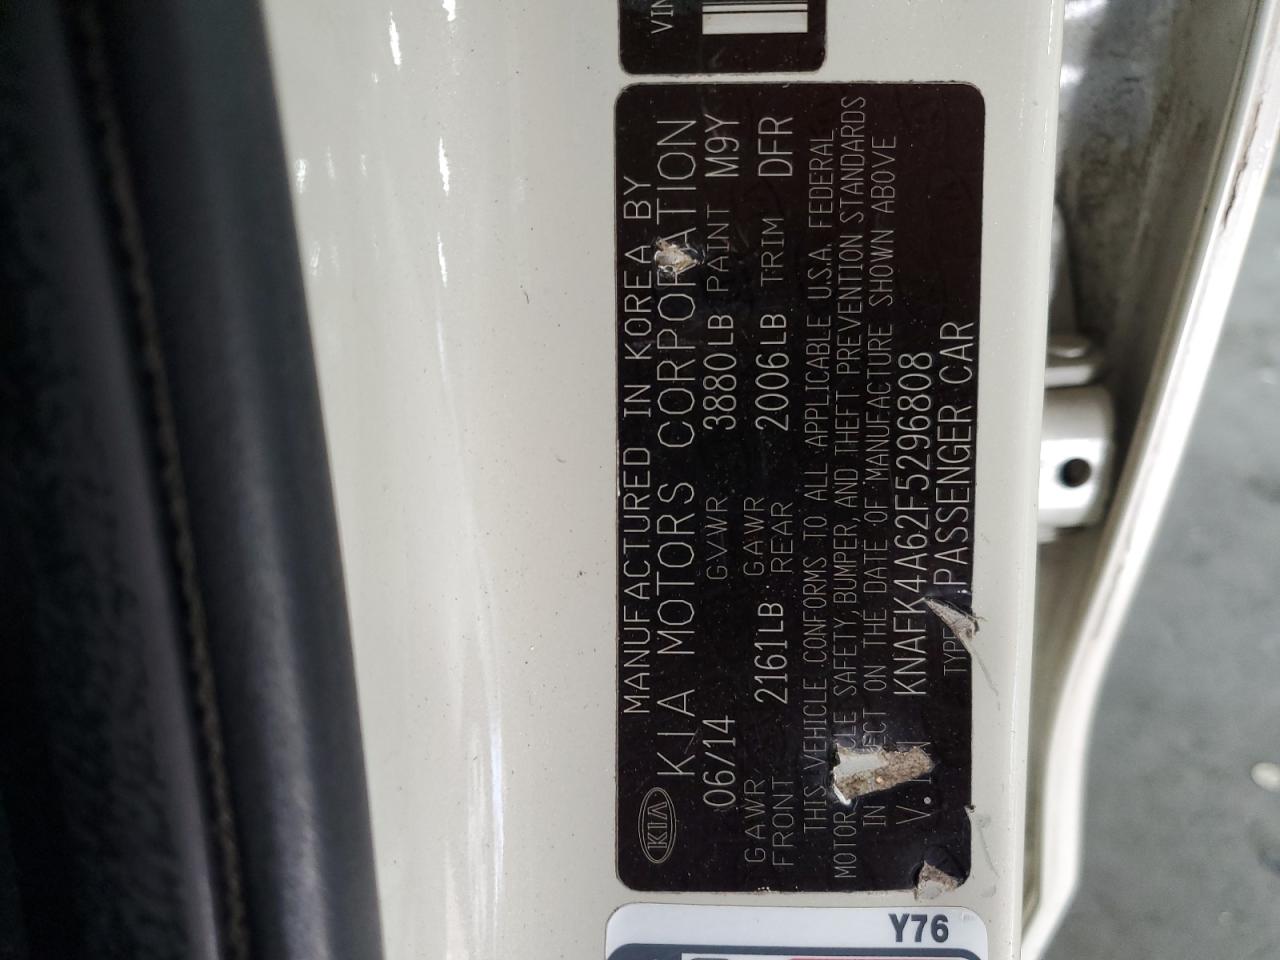 VIN
MANUFACTURED IN KOREA BY
KIA KIA MOTORS CORPORATION
06/14 GVWR 3880LB PAINT M9Y
GAWR FRONT 2161LB GAWR REAR 2006LB TRIM DFR
THIS VEHICLE CONFORMS TO ALL APPLICABLE U.S.A. FEDERAL
MOTOR SAFETY, BUMPER, AND THEFT PREVENTION STANDARDS
IN ON THE DATE OF MANUFACTURE SHOWN ABOVE
KNAFK4A62F5296808
TYPE PASSENGER CAR
Y76